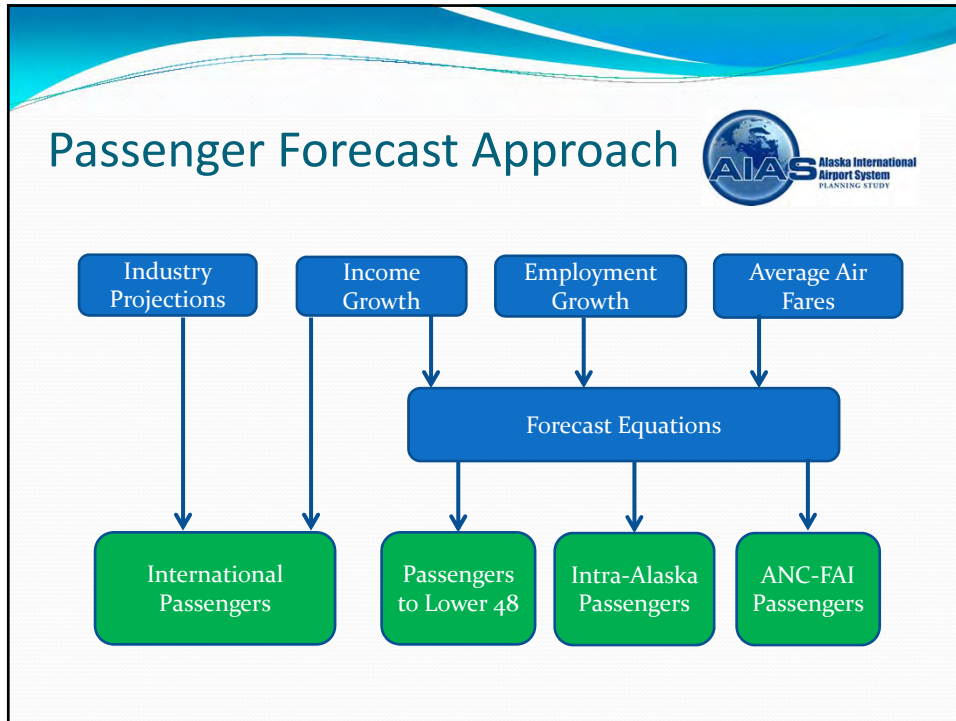 Passenger Forecast Approach
AIAS
Alaska International
Airport System
PLANNING STUDY
Industry
Projections
Income
Growth
Employment
Growth
Average Air
Fares
Forecast Equations
International
Passengers
Passengers
to Lower 48
Intra-Alaska
Passengers
ANC-FAI
Passengers